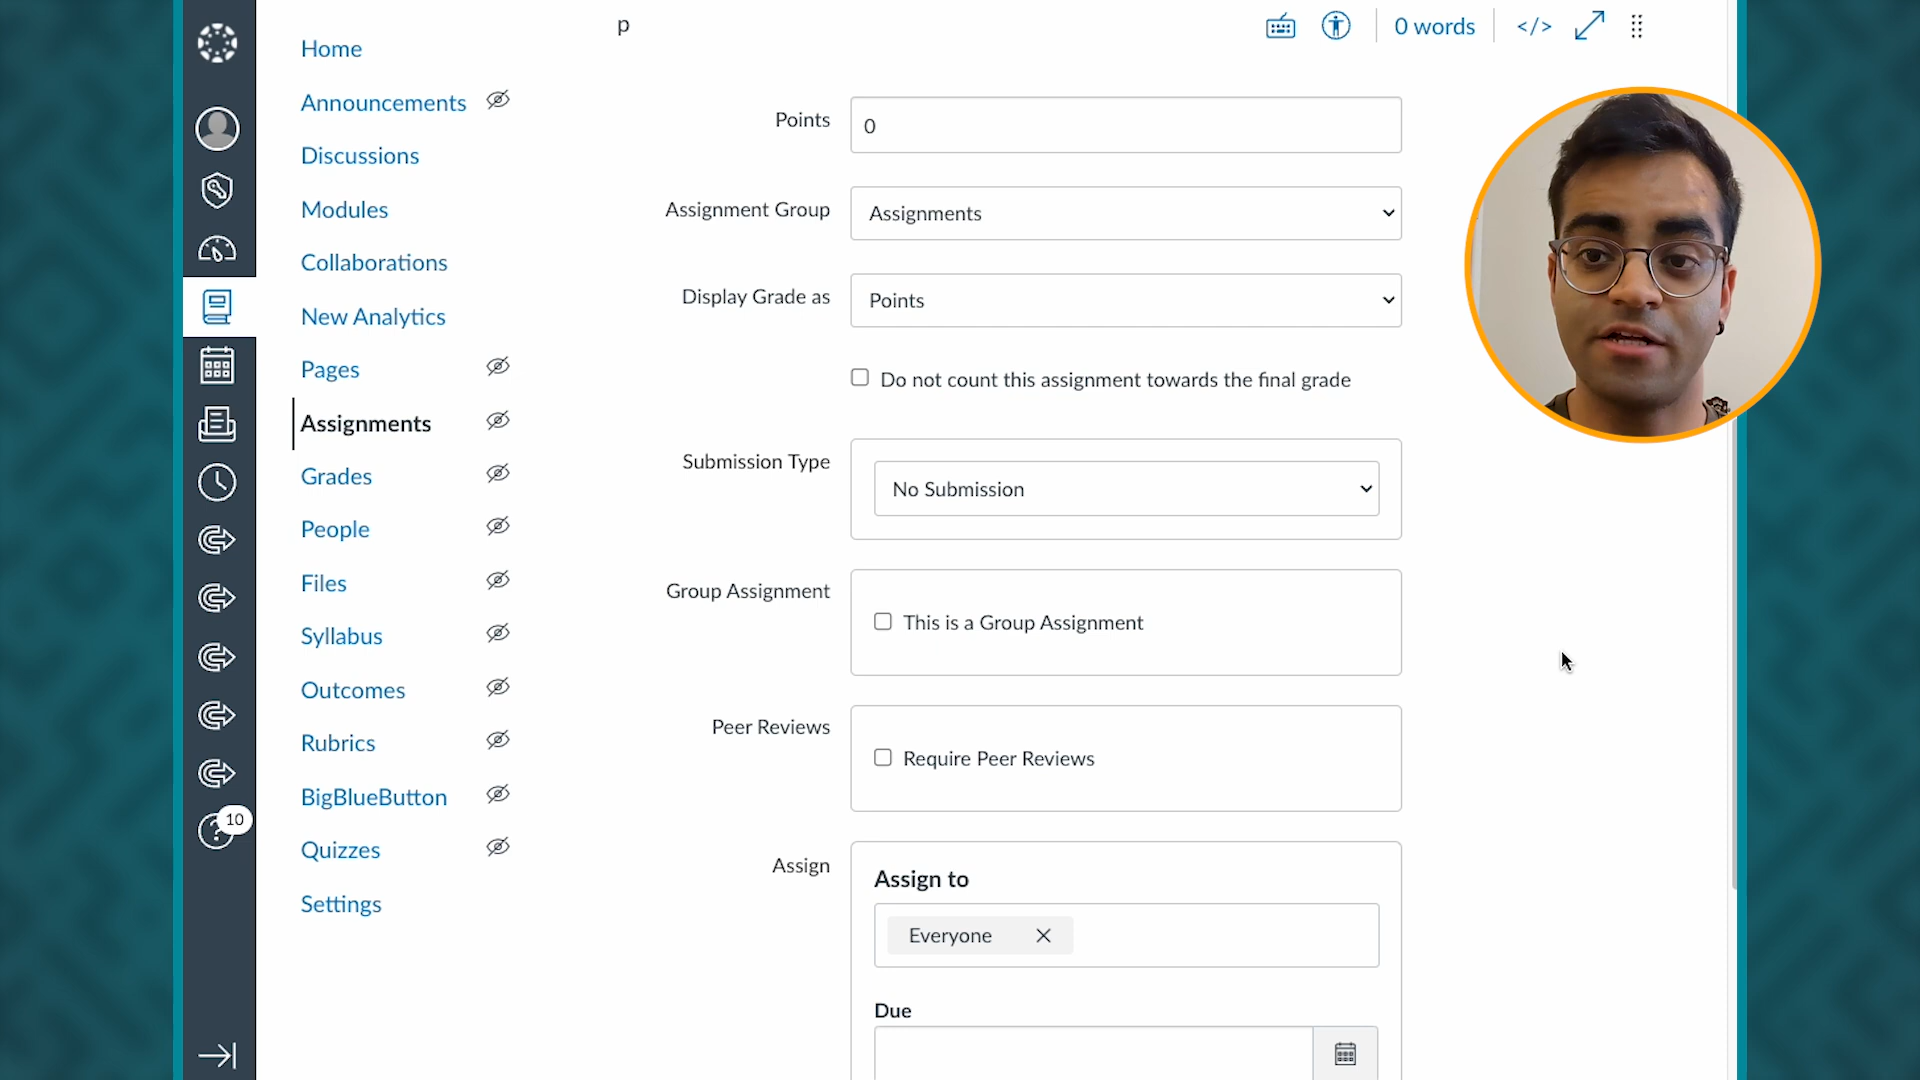 p
0 words
</>
Home
Announcements
Discussions
Modules
Collaborations
New Analytics
Pages
Assignments
Grades
People
Files
Syllabus
Outcomes
Rubrics
BigBlueButton
Quizzes
Settings
10
Points
0
Assignment Group
Assignments
Display Grade as
Points
Do not count this assignment towards the final grade
Submission Type
No Submission
Group Assignment
This is a Group Assignment
Peer Reviews
Require Peer Reviews
Assign
Assign to
Everyone
Due